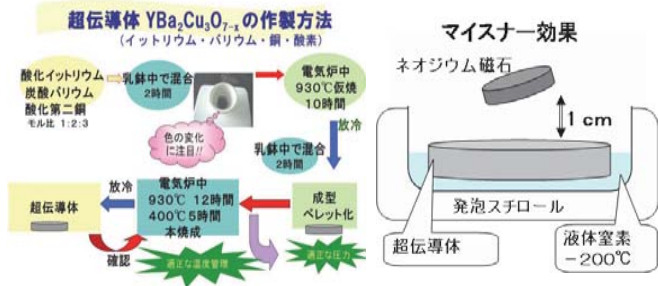 超伝導体 YBa₂Cu₃O₇₋ₓ の作製方法
(イットリウム・バリウム・銅・酸素)
酸化イットリウム
炭酸バリウム
酸化第二銅
モル比 1:2:3
乳鉢中で混合
2時間
色の変化
に注目!!
電気炉中
930℃仮焼
10時間
放冷
乳鉢中で混合
2時間
成型
ペレット化
適正な圧力
電気炉中
930℃ 12時間
400℃ 5時間
本焼成
適正な温度管理
放冷
超伝導体
確認
マイスナー効果
ネオジウム磁石
1 cm
発泡スチロール
超伝導体
液体窒素
-200℃